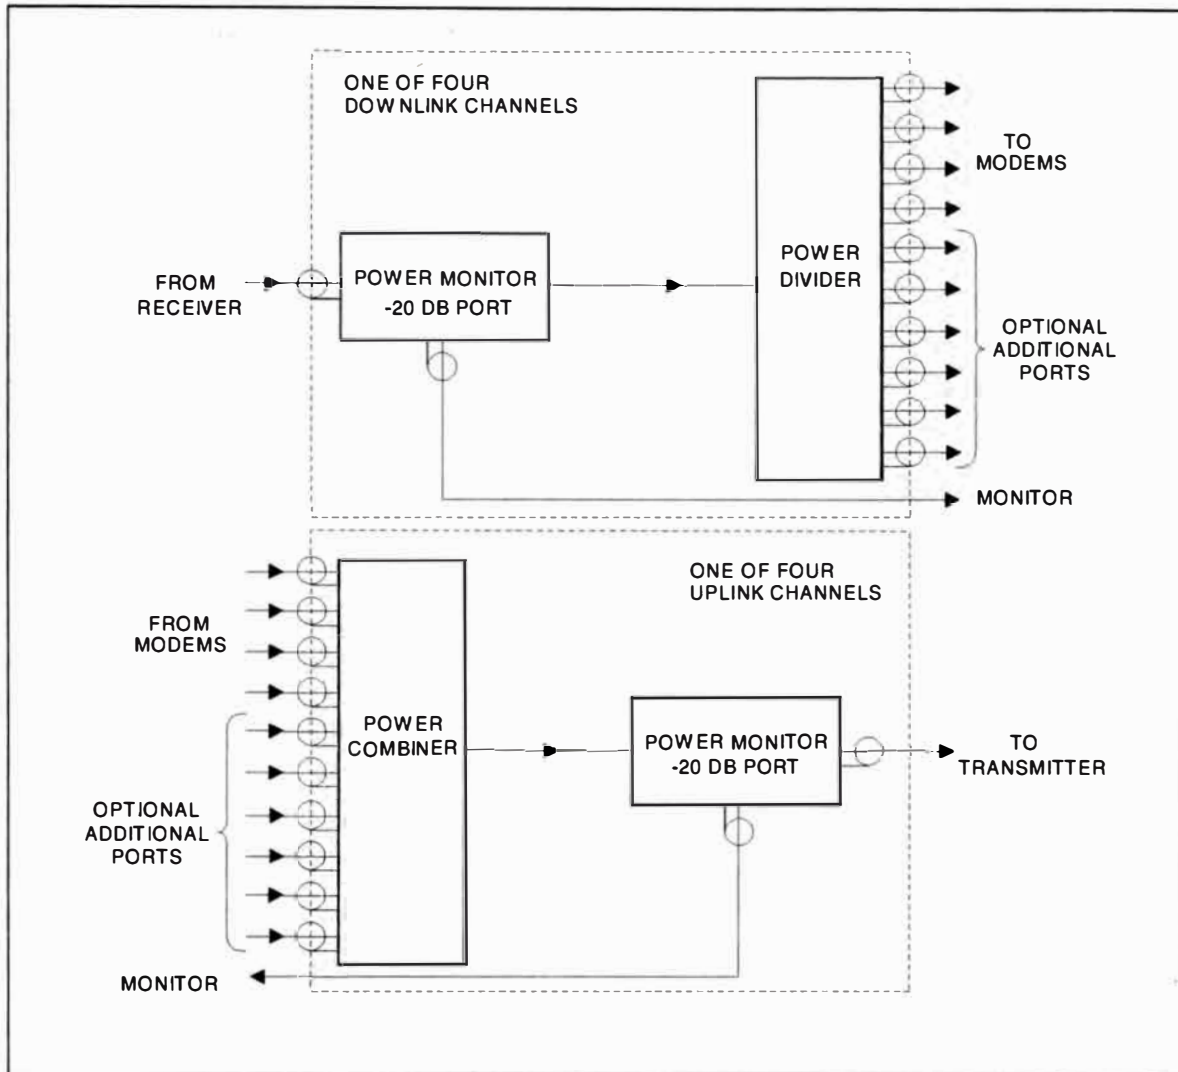 ONE OF FOUR
DOWNLINK CHANNELS
TO
MODEMS
POWER
DIVIDER
FROM
RECEIVER
POWER MONITOR
-20 DB PORT
OPTIONAL
ADDITIONAL
PORTS
MONITOR
ONE OF FOUR
UPLINK CHANNELS
FROM
MODEMS
POWER
COMBINER
POWER MONITOR
-20 DB PORT
TO
TRANSMITTER
OPTIONAL
ADDITIONAL
PORTS
MONITOR